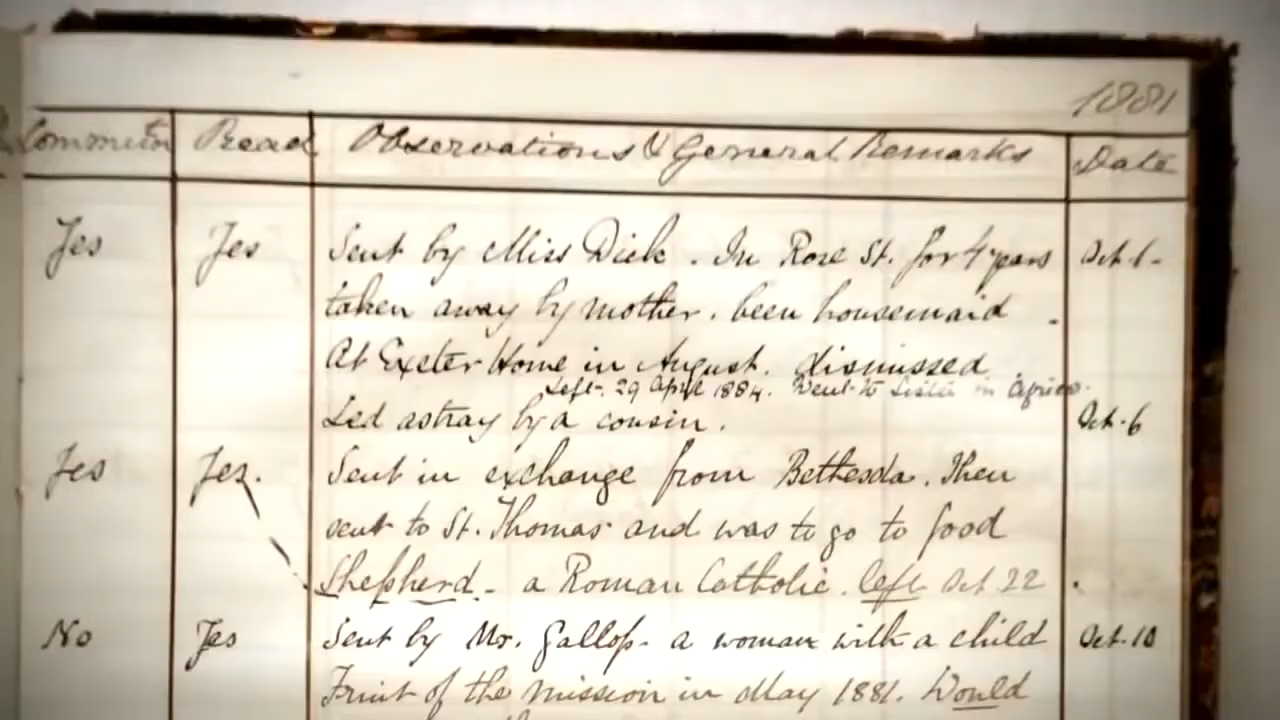 1881
Commun Read Observations & General Remarks Date
Yes Yes Sent by Miss Dick. In Rose St. for 4 years Oct. 1-
taken away by mother. been housemaid.
At Exeter Home in August. dismissed
Left. 29 April 1884. Went to Sister in
Led astray by a cousin. Oct. 6
Yes Yes. Sent in exchange from Bethesda. Then
sent to St. Thomas and was to go to Good
Shepherd. - a Roman Catholic. left Oct. 22.
No Yes Sent by Mr. Gallop - a woman with a child Oct. 10
Fruit of the mission in May 1881. Would